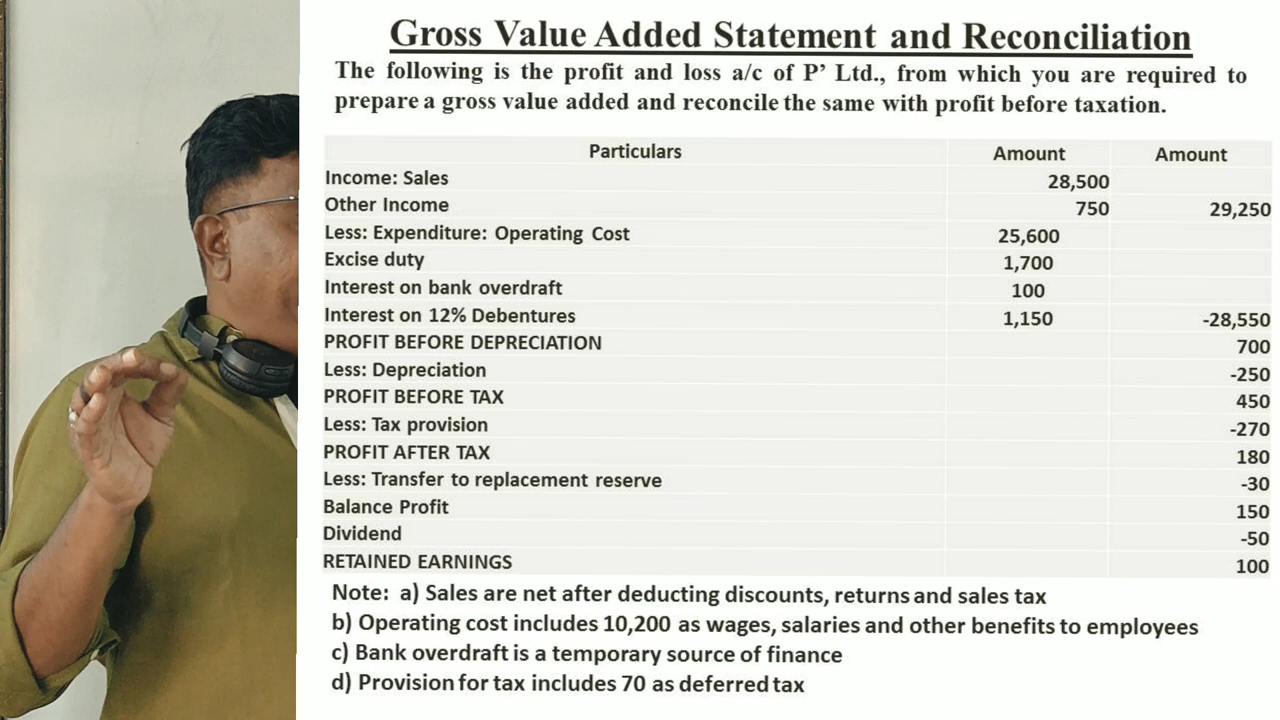 Gross Value Added Statement and Reconciliation
The following is the profit and loss a/c of P’ Ltd., from which you are required to
prepare a gross value added and reconcile the same with profit before taxation.
Particulars Amount Amount
Income: Sales 28,500
Other Income 750 29,250
Less: Expenditure: Operating Cost 25,600
Excise duty 1,700
Interest on bank overdraft 100
Interest on 12% Debentures 1,150 -28,550
PROFIT BEFORE DEPRECIATION 700
Less: Depreciation -250
PROFIT BEFORE TAX 450
Less: Tax provision -270
PROFIT AFTER TAX 180
Less: Transfer to replacement reserve -30
Balance Profit 150
Dividend -50
RETAINED EARNINGS 100
Note: a) Sales are net after deducting discounts, returns and sales tax
b) Operating cost includes 10,200 as wages, salaries and other benefits to employees
c) Bank overdraft is a temporary source of finance
d) Provision for tax includes 70 as deferred tax